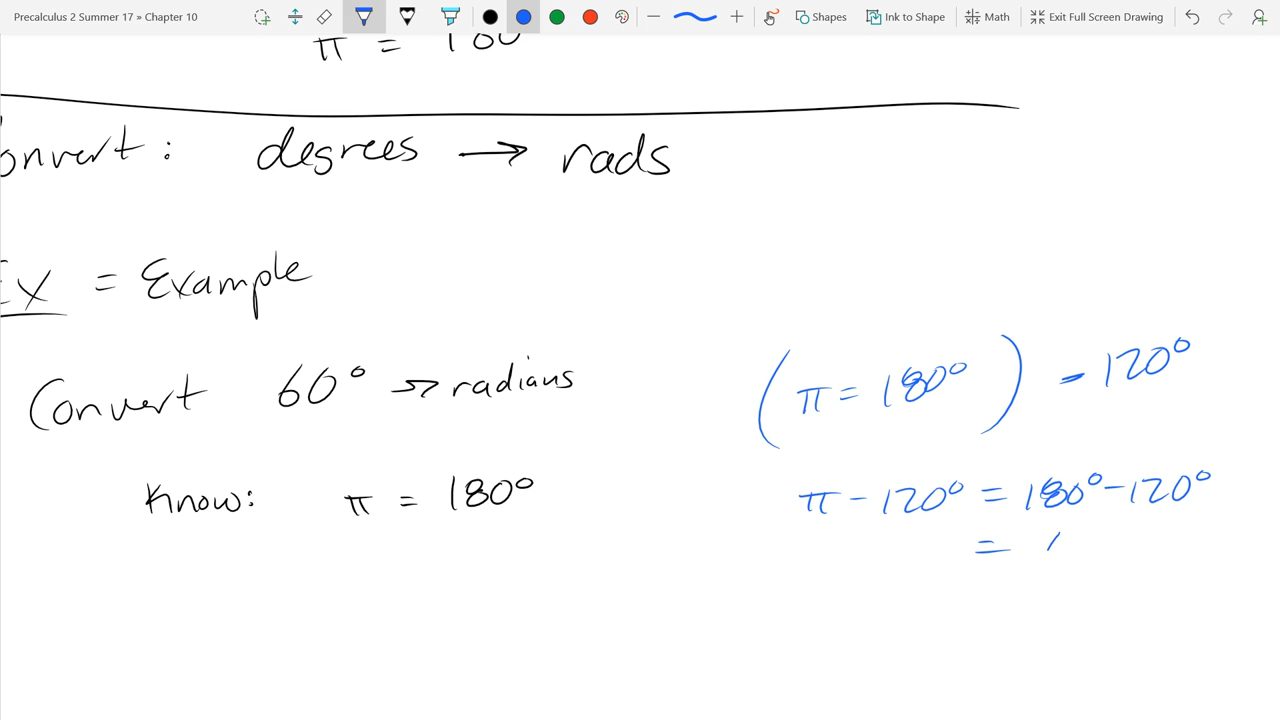 Precalculus 2 Summer 17 » Chapter 10
Shapes
Ink to Shape
Math
Exit Full Screen Drawing
π = 180
onvert: degrees → rads
Ex = Example
Convert 60° → radians
(π = 180°) - 120°
Know: π = 180°
π - 120° = 180° - 120°
=